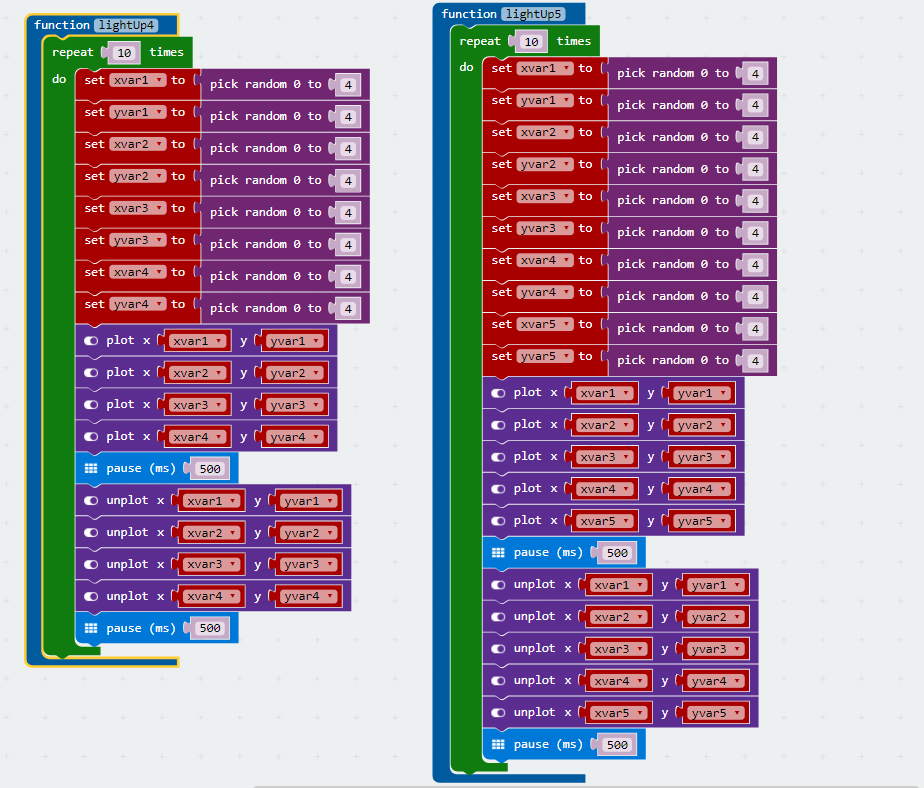 function lightUp4
repeat 10 times
do
set xvar1 to pick random 0 to 4
set yvar1 to pick random 0 to 4
set xvar2 to pick random 0 to 4
set yvar2 to pick random 0 to 4
set xvar3 to pick random 0 to 4
set yvar3 to pick random 0 to 4
set xvar4 to pick random 0 to 4
set yvar4 to pick random 0 to 4
plot x xvar1 y yvar1
plot x xvar2 y yvar2
plot x xvar3 y yvar3
plot x xvar4 y yvar4
pause (ms) 500
unplot x xvar1 y yvar1
unplot x xvar2 y yvar2
unplot x xvar3 y yvar3
unplot x xvar4 y yvar4
pause (ms) 500
function lightUp5
repeat 10 times
do
set xvar1 to pick random 0 to 4
set yvar1 to pick random 0 to 4
set xvar2 to pick random 0 to 4
set yvar2 to pick random 0 to 4
set xvar3 to pick random 0 to 4
set yvar3 to pick random 0 to 4
set xvar4 to pick random 0 to 4
set yvar4 to pick random 0 to 4
set xvar5 to pick random 0 to 4
set yvar5 to pick random 0 to 4
plot x xvar1 y yvar1
plot x xvar2 y yvar2
plot x xvar3 y yvar3
plot x xvar4 y yvar4
plot x xvar5 y yvar5
pause (ms) 500
unplot x xvar1 y yvar1
unplot x xvar2 y yvar2
unplot x xvar3 y yvar3
unplot x xvar4 y yvar4
unplot x xvar5 y yvar5
pause (ms) 500